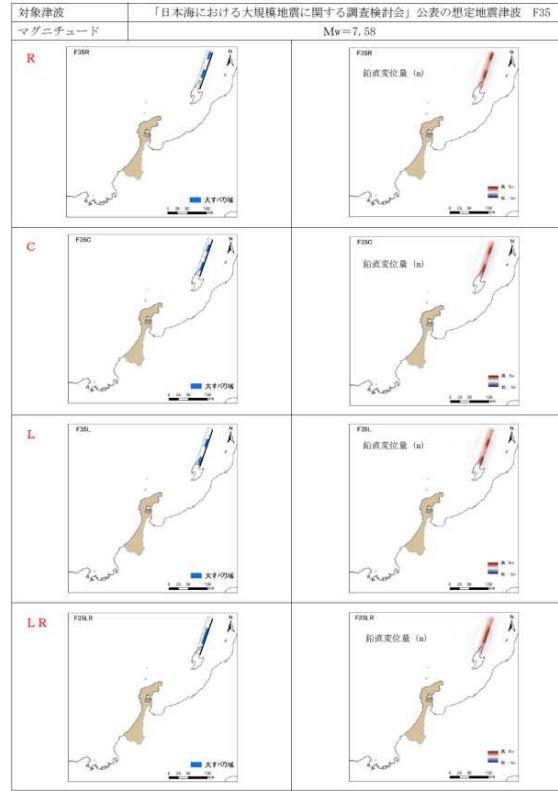 対象津波 「日本海における大規模地震に関する調査検討会」公表の想定地震津波 F35
マグニチュード Mw=7.58
R
F35R
N
大すべり域
F35R
鉛直変位量 (m)
N
C
F35C
N
大すべり域
F35C
鉛直変位量 (m)
N
L
F35L
N
大すべり域
F35L
鉛直変位量 (m)
N
LR
F35LR
N
大すべり域
F35LR
鉛直変位量 (m)
N